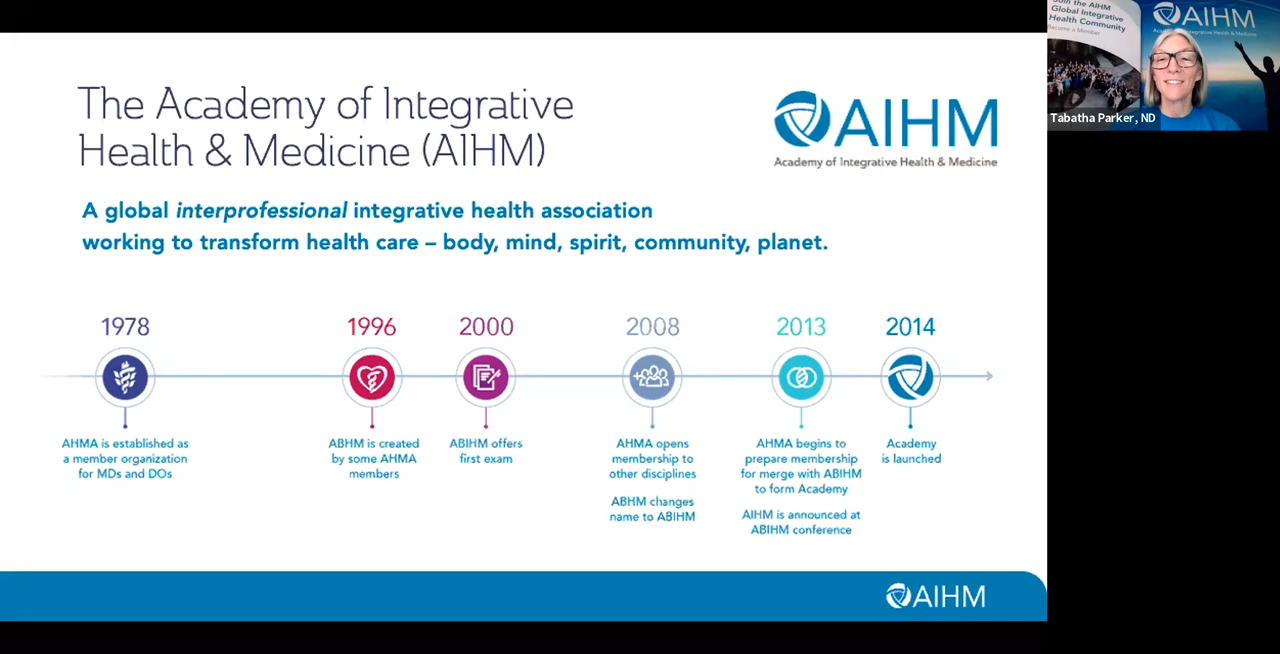 The Academy of Integrative
Health & Medicine (AIHM)
AIHM
Academy of Integrative Health & Medicine
A global interprofessional integrative health association
working to transform health care – body, mind, spirit, community, planet.
1978
AHMA is established as
a member organization
for MDs and DOs
1996
ABHM is created
by some AHMA
members
2000
ABIHM offers
first exam
2008
AHMA opens
membership to
other disciplines
ABHM changes
name to ABIHM
2013
AHMA begins to
prepare membership
for merge with ABIHM
to form Academy
AIHM is announced at
ABIHM conference
2014
Academy
is launched
AIHM
Join the AIHM
Global Integrative
Health Community
Become a Member
AIHM
Integrative Health & Medicine
Tabatha Parker, ND